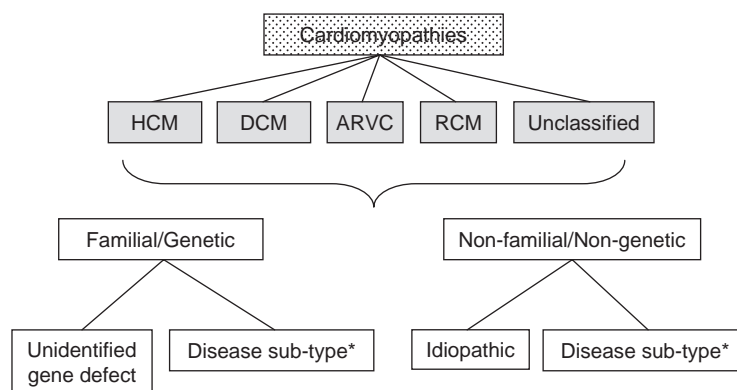 Cardiomyopathies
HCM
DCM
ARVC
RCM
Unclassified
Familial/Genetic
Non-familial/Non-genetic
Unidentified
gene defect
Disease sub-type*
Idiopathic
Disease sub-type*